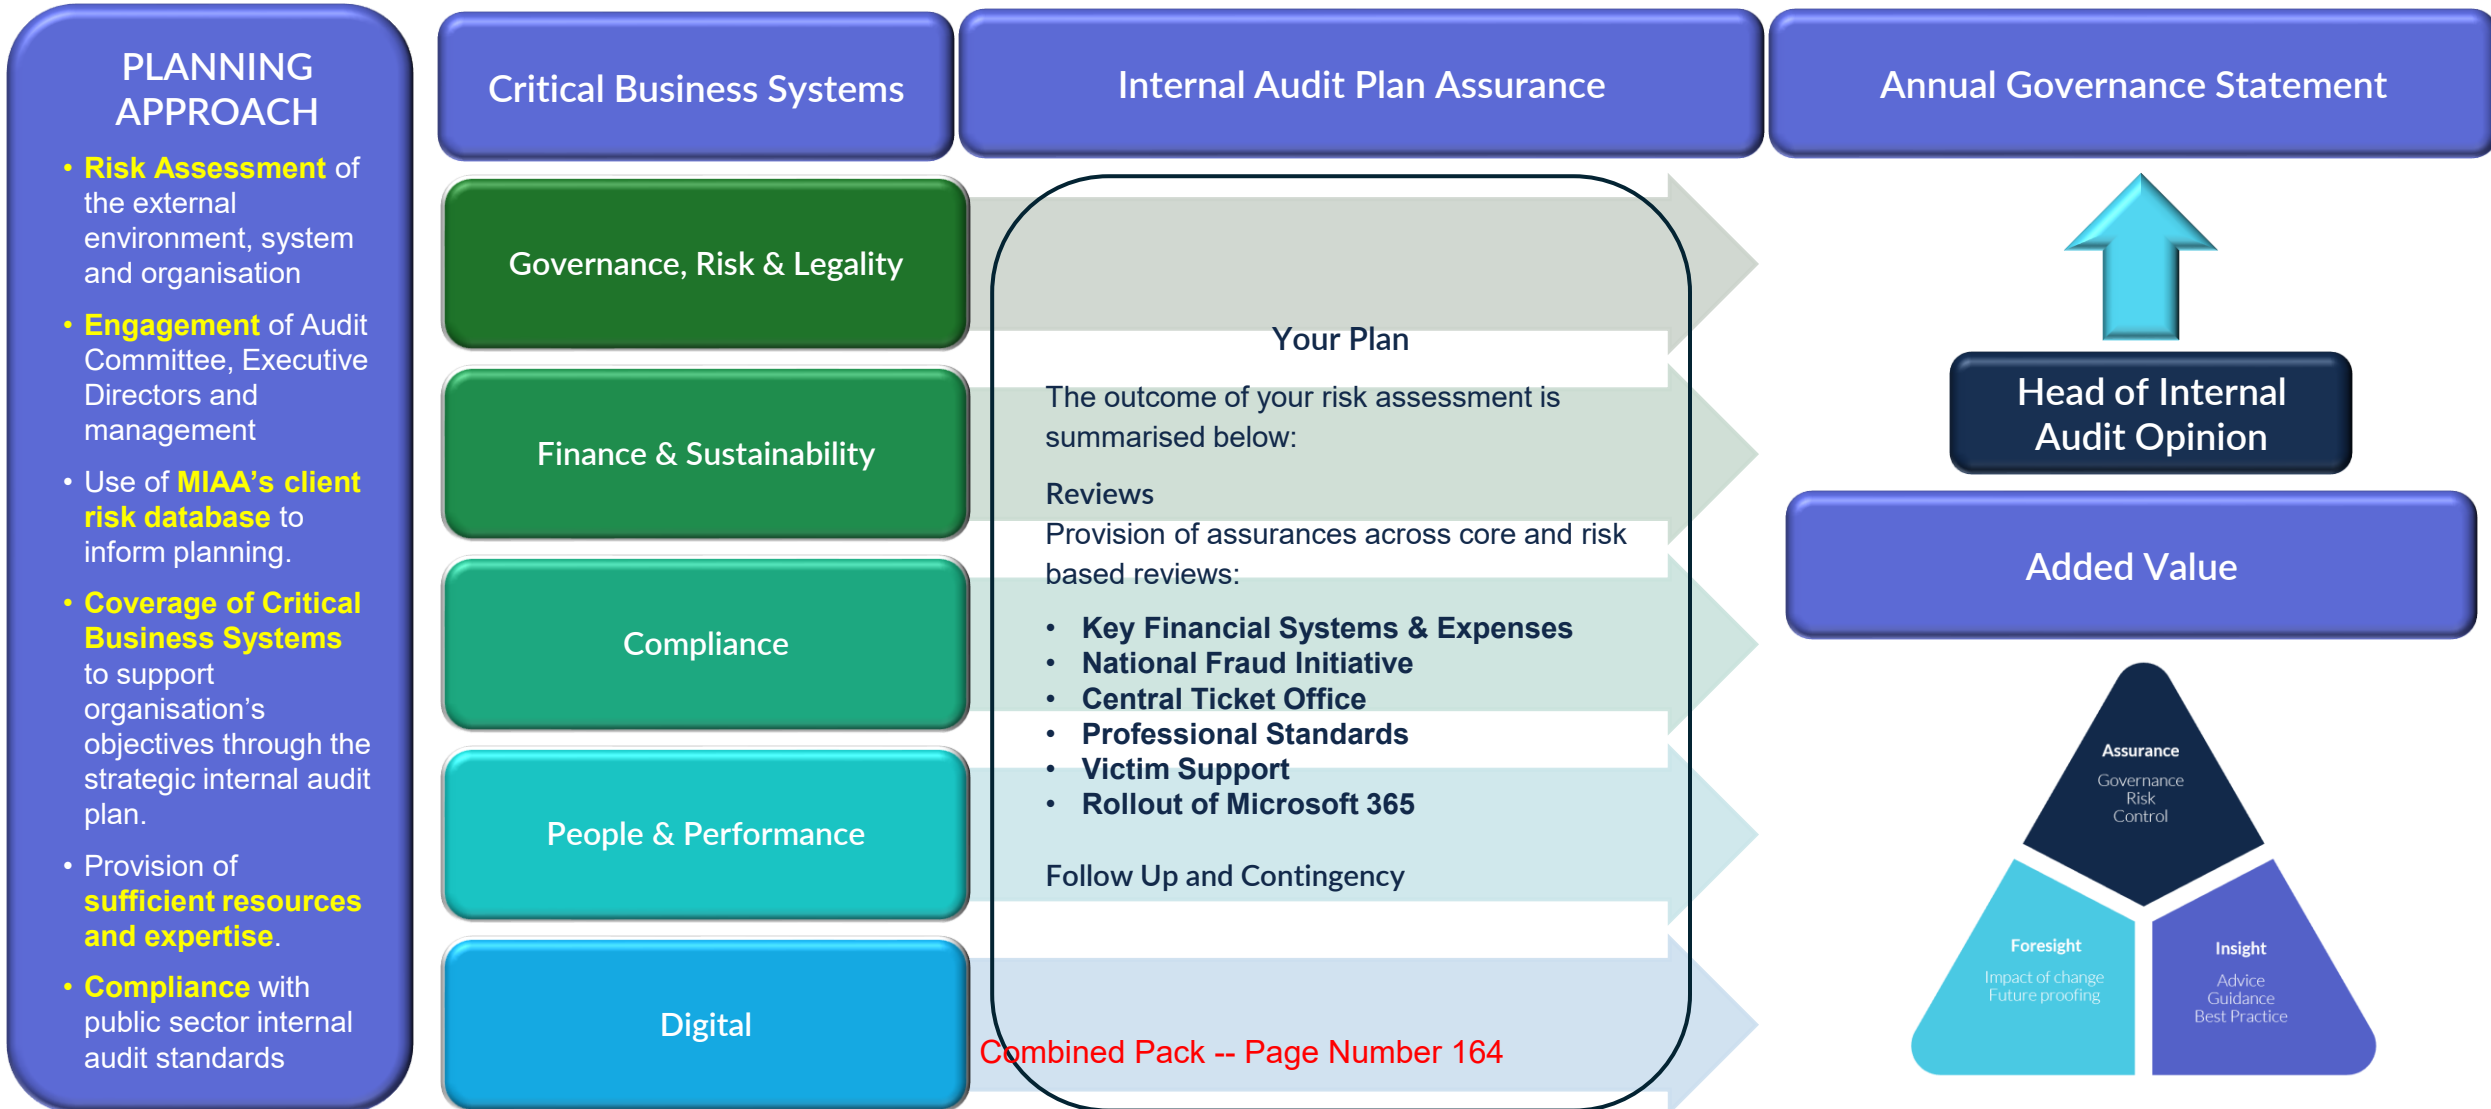 PLANNING
APPROACH
• Risk Assessment of
the external
environment, system
and organisation
• Engagement of Audit
Committee, Executive
Directors and
management
• Use of MIAA’s client
risk database to
inform planning.
• Coverage of Critical
Business Systems
to support
organisation’s
objectives through the
strategic internal audit
plan.
• Provision of
sufficient resources
and expertise.
• Compliance with
public sector internal
audit standards
Critical Business Systems
Governance, Risk & Legality
Finance & Sustainability
Compliance
People & Performance
Digital
Internal Audit Plan Assurance
Your Plan
The outcome of your risk assessment is
summarised below:
Reviews
Provision of assurances across core and risk
based reviews:
• Key Financial Systems & Expenses
• National Fraud Initiative
• Central Ticket Office
• Professional Standards
• Victim Support
• Rollout of Microsoft 365
Follow Up and Contingency
Combined Pack -- Page Number 164
Annual Governance Statement
Head of Internal
Audit Opinion
Added Value
Assurance
Governance
Risk
Control
Foresight
Impact of change
Future proofing
Insight
Advice
Guidance
Best Practice